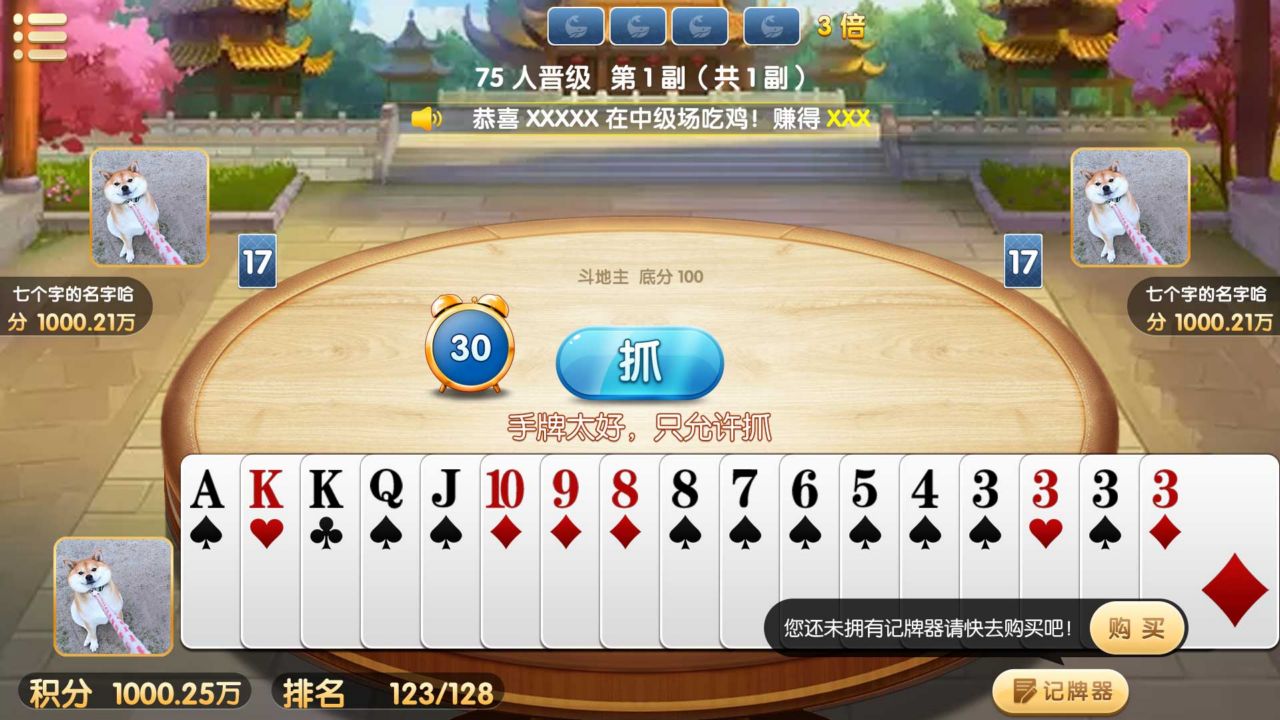 3 倍
75 人晋级 第1副（共1副）
恭喜 XXXXX 在中级场吃鸡！赚得 XXX
17
17
七个字的名字哈
分 1000.21万
七个字的名字哈
分 1000.21万
斗地主 底分 100
30
抓
手牌太好，只允许抓
A K K Q J 10 9 8 8 7 6 5 4 3 3 3 3
您还未拥有记牌器请快去购买吧！
购 买
积分 1000.25万
排名 123/128
记牌器